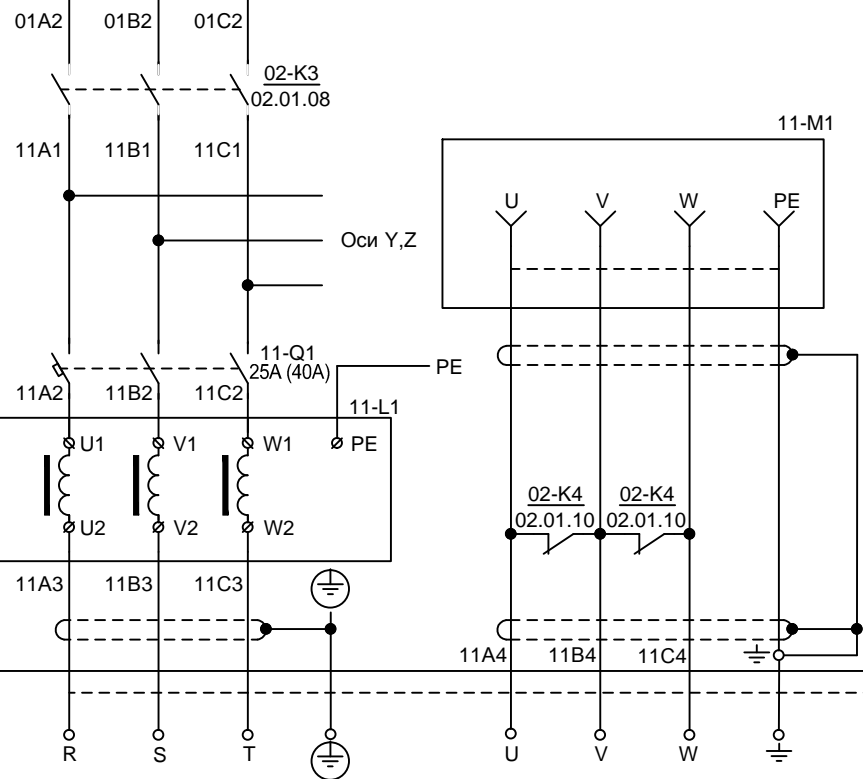 01A2 01B2 01C2
02-K3
02.01.08
11-M1
11A1 11B1 11C1
U V W PE
Оси Y,Z
11-Q1
25A (40A)
PE
11A2 11B2 11C2
11-L1
U1 V1 W1 PE
02-K4 02-K4
02.01.10 02.01.10
U2 V2 W2
11A3 11B3 11C3
11A4 11B4 11C4
R S T U V W